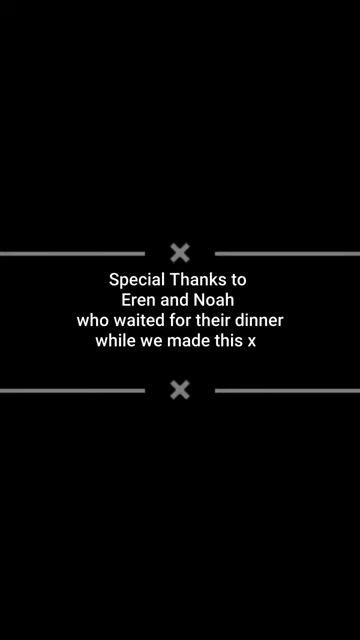 Special Thanks to
Eren and Noah
who waited for their dinner
while we made this x